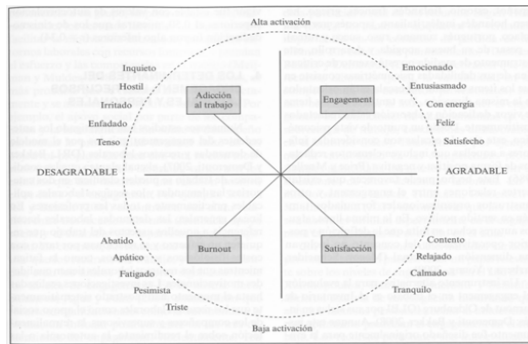 Alta activación
Inquieto
Hostil
Irritado
Enfadado
Tenso
Adicción
al trabajo
Engagement
Emocionado
Entusiasmado
Con energía
Feliz
Satisfecho
DESAGRADABLE
AGRADABLE
Abatido
Apático
Fatigado
Pesimista
Triste
Burnout
Satisfacción
Contento
Relajado
Calmado
Tranquilo
Baja activación